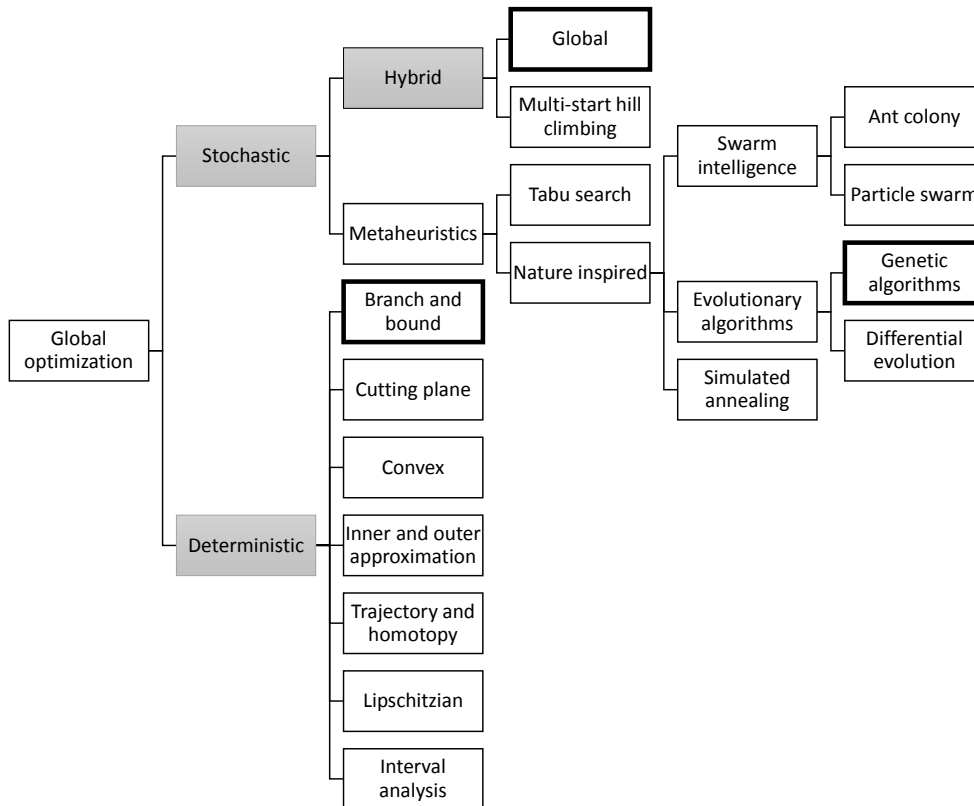 Global
Hybrid
Multi-start hill
climbing
Stochastic
Ant colony
Swarm
intelligence
Particle swarm
Tabu search
Metaheuristics
Nature inspired
Genetic
algorithms
Evolutionary
algorithms
Differential
evolution
Simulated
annealing
Global
optimization
Branch and
bound
Cutting plane
Convex
Deterministic
Inner and outer
approximation
Trajectory and
homotopy
Lipschitzian
Interval
analysis